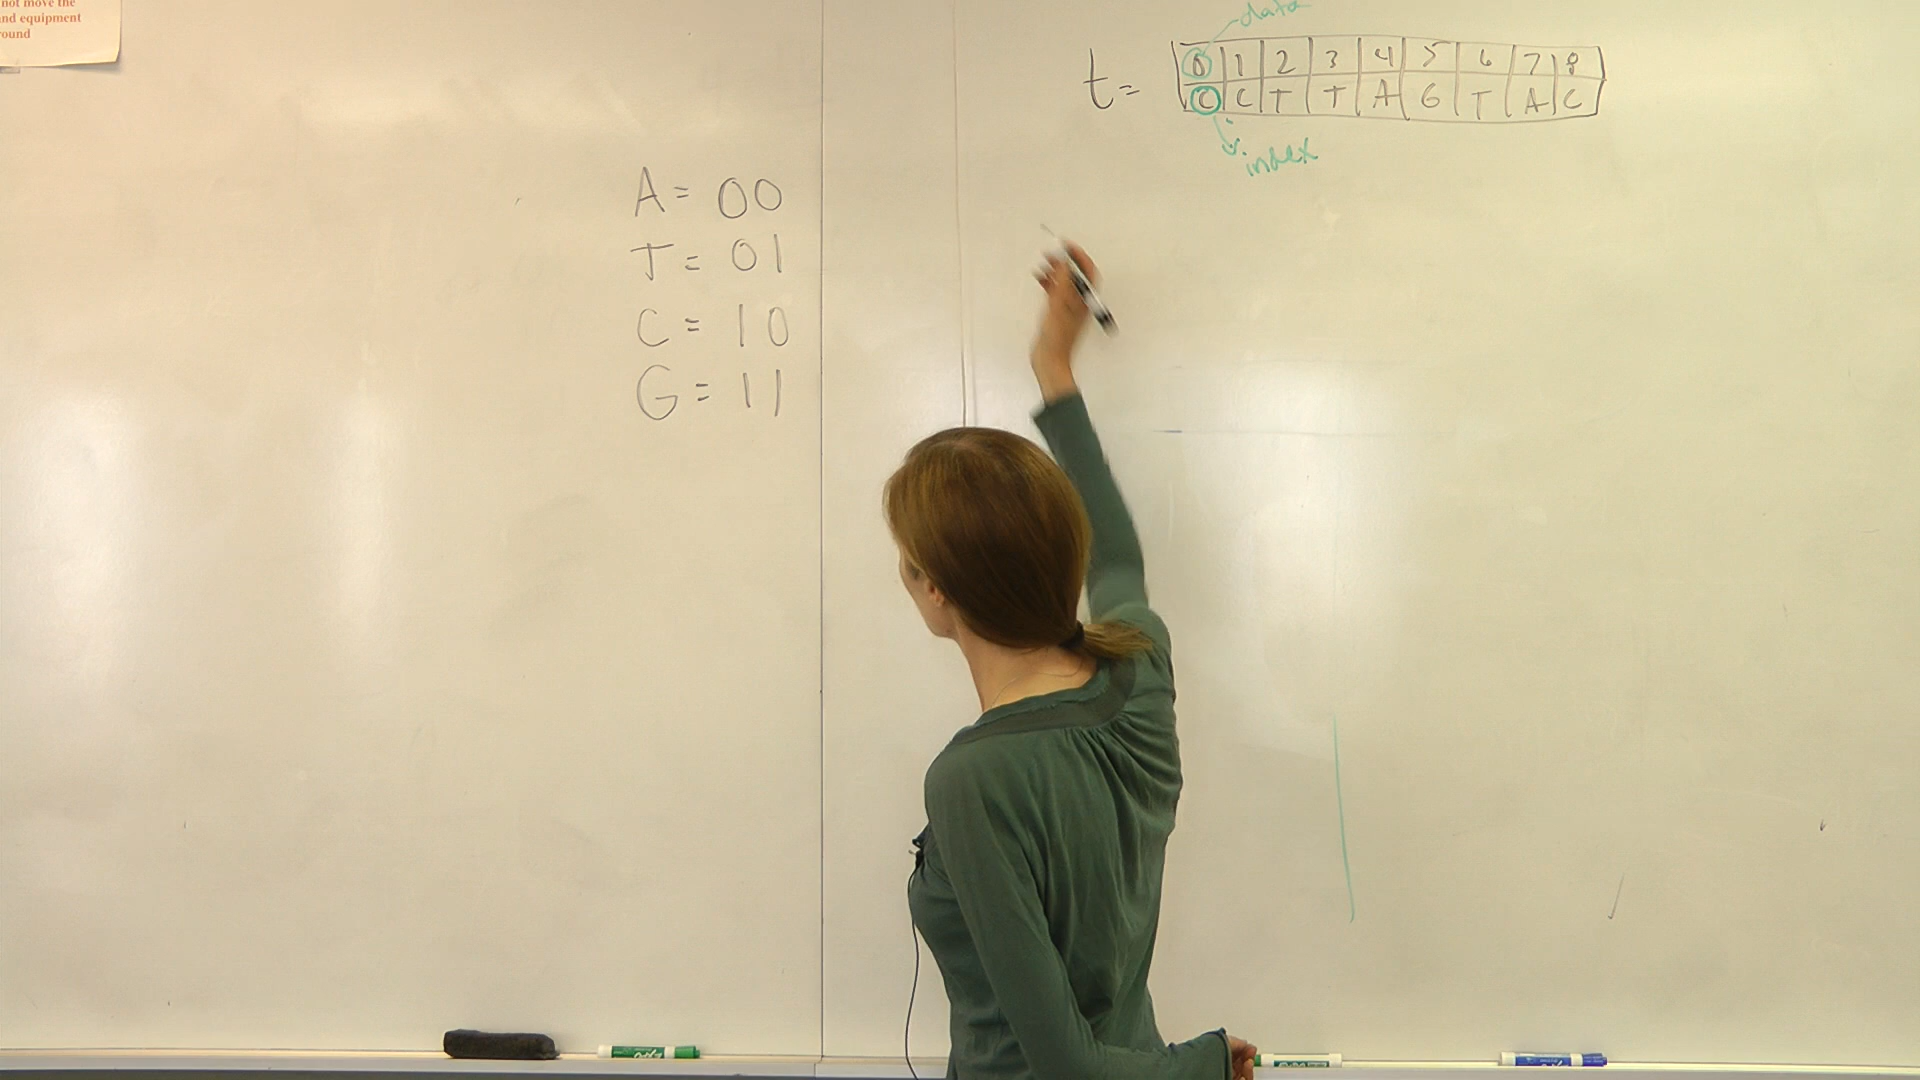 not move the
nd equipment
round
data
t = 0 1 2 3 4 5 6 7 8
C C T T A G T A C
index
A = 00
T = 01
C = 10
G = 11